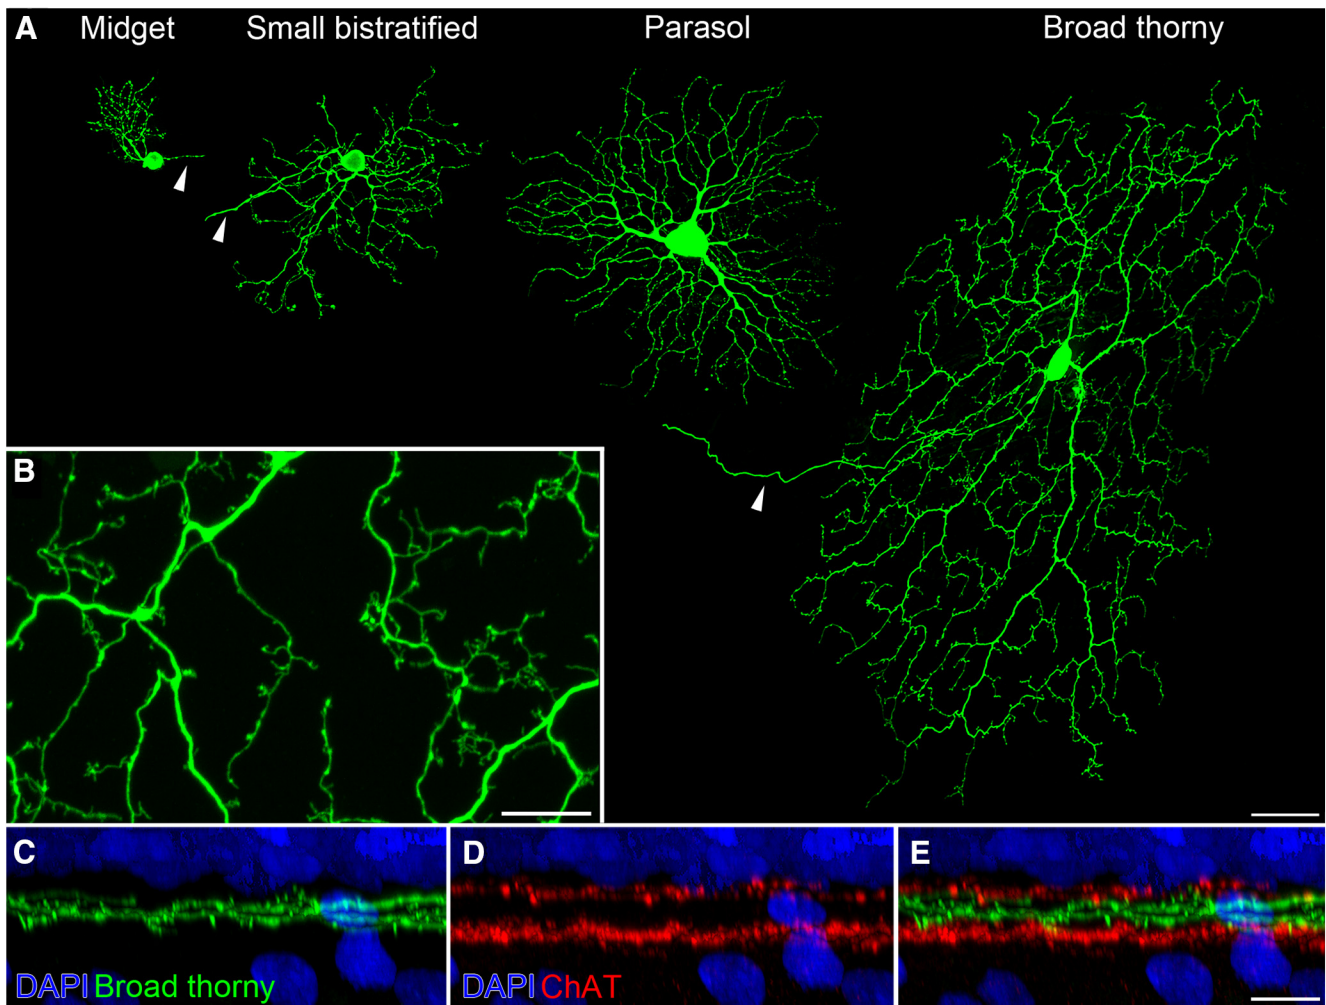 A Midget Small bistratified Parasol Broad thorny
B
C D E
DAPI Broad thorny DAPI ChAT